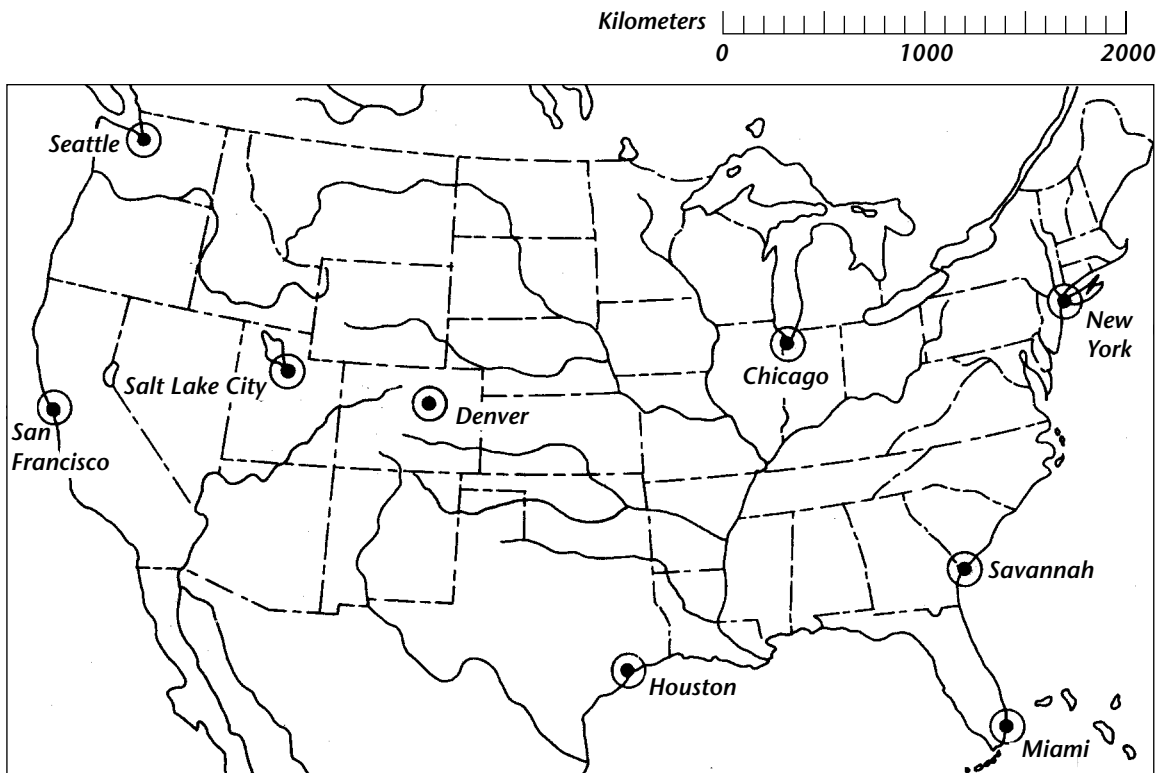 Kilometers
0 1000 2000
Seattle
New
York
Chicago
Salt Lake City
Denver
San
Francisco
Savannah
Houston
Miami